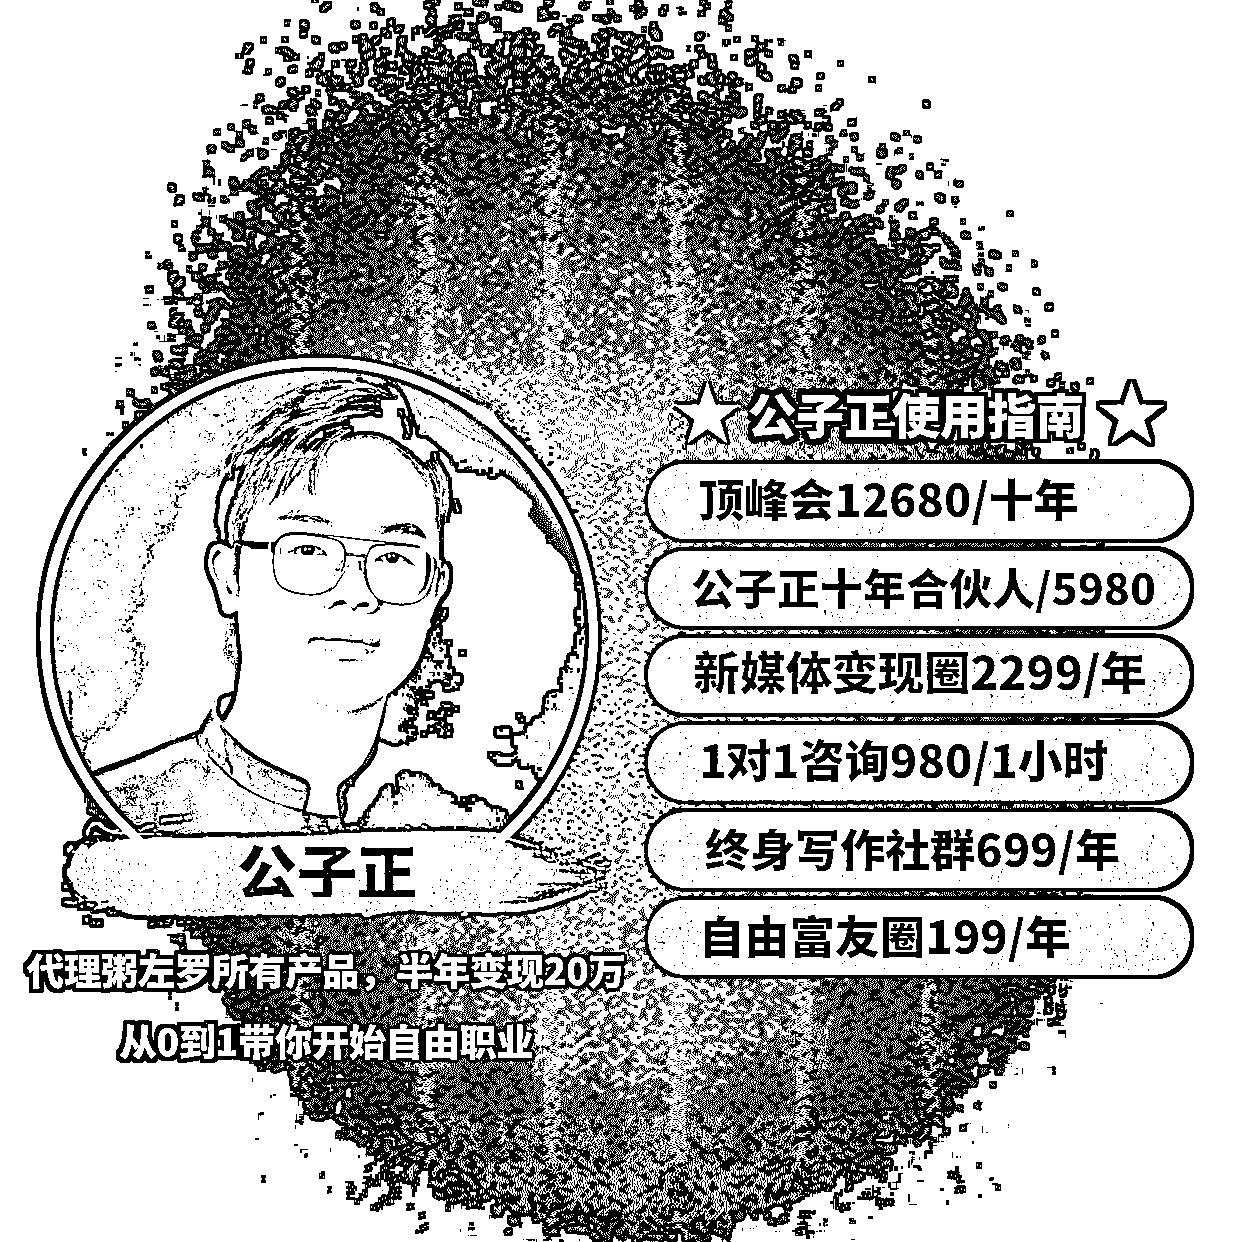 公子正使用指南
顶峰会12680/十年
公子正十年合伙人/5980
新媒体变现圈2299/年
1对1咨询980/1小时
终身写作社群699/年
自由富友圈199/年
公子正
代理粥左罗所有产品，半年变现20万
从0到1带你开始自由职业